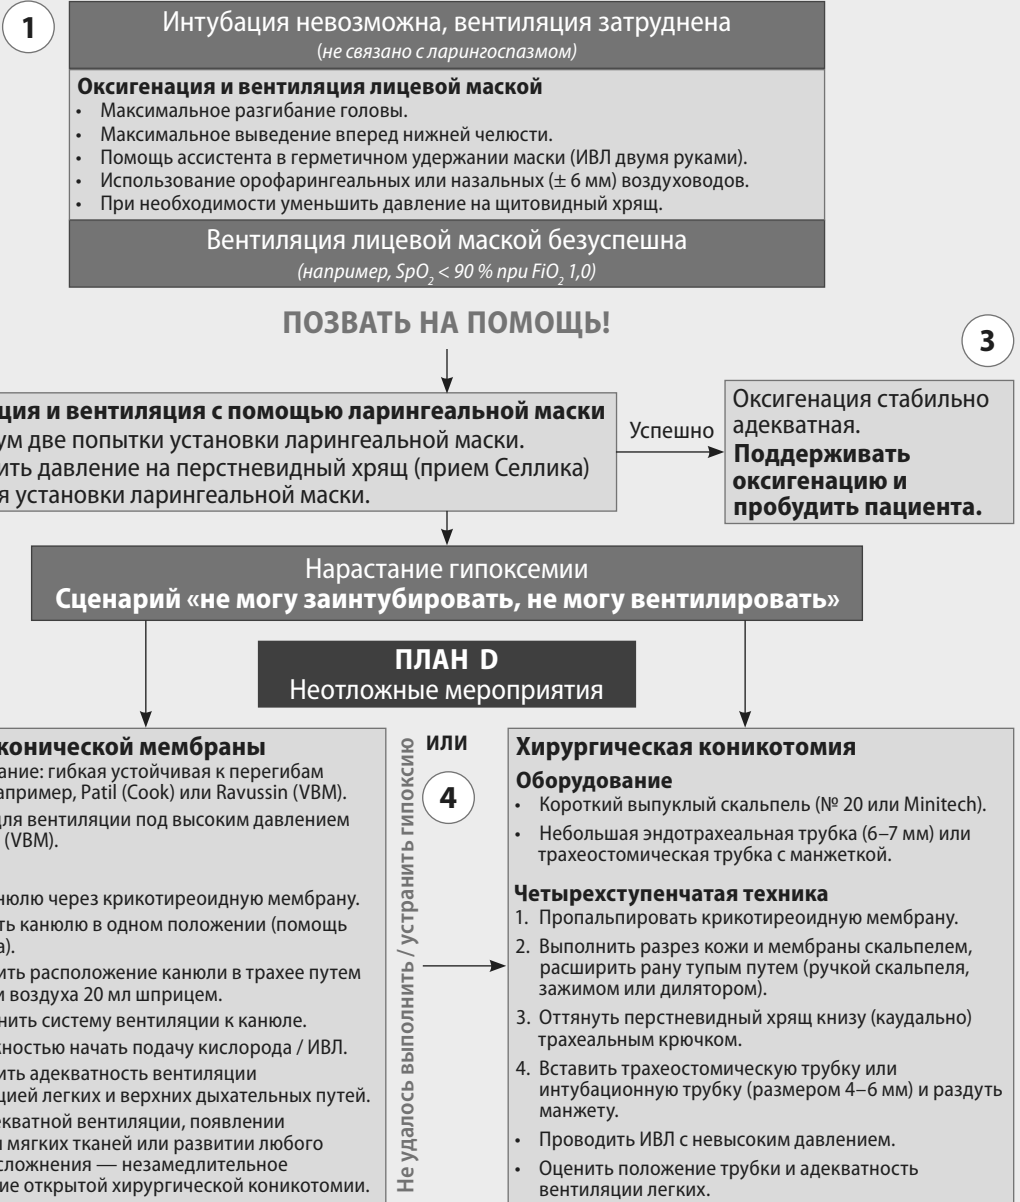 1
Интубация невозможна, вентиляция затруднена
(не связано с ларингоспазмом)
Оксигенация и вентиляция лицевой маской
• Максимальное разгибание головы.
• Максимальное выведение вперед нижней челюсти.
• Помощь ассистента в герметичном удержании маски (ИВЛ двумя руками).
• Использование орофарингеальных или назальных (± 6 мм) воздуховодов.
• При необходимости уменьшить давление на щитовидный хрящ.
Вентиляция лицевой маской безуспешна
(например, SpO₂ < 90 % при FiO₂ 1,0)
ПОЗВАТЬ НА ПОМОЩЬ!
3
ция и вентиляция с помощью ларингеальной маски
ум две попытки установки ларингеальной маски.
ить давление на перстневидный хрящ (прием Селлика)
я установки ларингеальной маски.
Успешно
Оксигенация стабильно
адекватная.
Поддерживать
оксигенацию и
пробудить пациента.
Нарастание гипоксемии
Сценарий «не могу заинтубировать, не могу вентилировать»
ПЛАН D
Неотложные мероприятия
конической мембраны
ание: гибкая устойчивая к перегибам
апример, Patil (Cook) или Ravussin (VBM).
для вентиляции под высоким давлением
(VBM).
нюлю через крикотиреоидную мембрану.
ть канюлю в одном положении (помощь
а).
ить расположение канюли в трахее путем
и воздуха 20 мл шприцем.
нить систему вентиляции к канюле.
жностью начать подачу кислорода / ИВЛ.
ить адекватность вентиляции
цией легких и верхних дыхательных путей.
екватной вентиляции, появлении
и мягких тканей или развитии любого
сложнения — незамедлительное
ие открытой хирургической коникотомии.
Не удалось выполнить / устранить гипоксию
ИЛИ
4
Хирургическая коникотомия
Оборудование
• Короткий выпуклый скальпель (№ 20 или Minitech).
• Небольшая эндотрахеальная трубка (6–7 мм) или
трахеостомическая трубка с манжеткой.
Четырехступенчатая техника
1. Пропальпировать крикотиреоидную мембрану.
2. Выполнить разрез кожи и мембраны скальпелем,
расширить рану тупым путем (ручкой скальпеля,
зажимом или дилятором).
3. Оттянуть перстневидный хрящ книзу (каудально)
трахеальным крючком.
4. Вставить трахеостомическую трубку или
интубационную трубку (размером 4–6 мм) и раздуть
манжету.
• Проводить ИВЛ с невысоким давлением.
• Оценить положение трубки и адекватность
вентиляции легких.